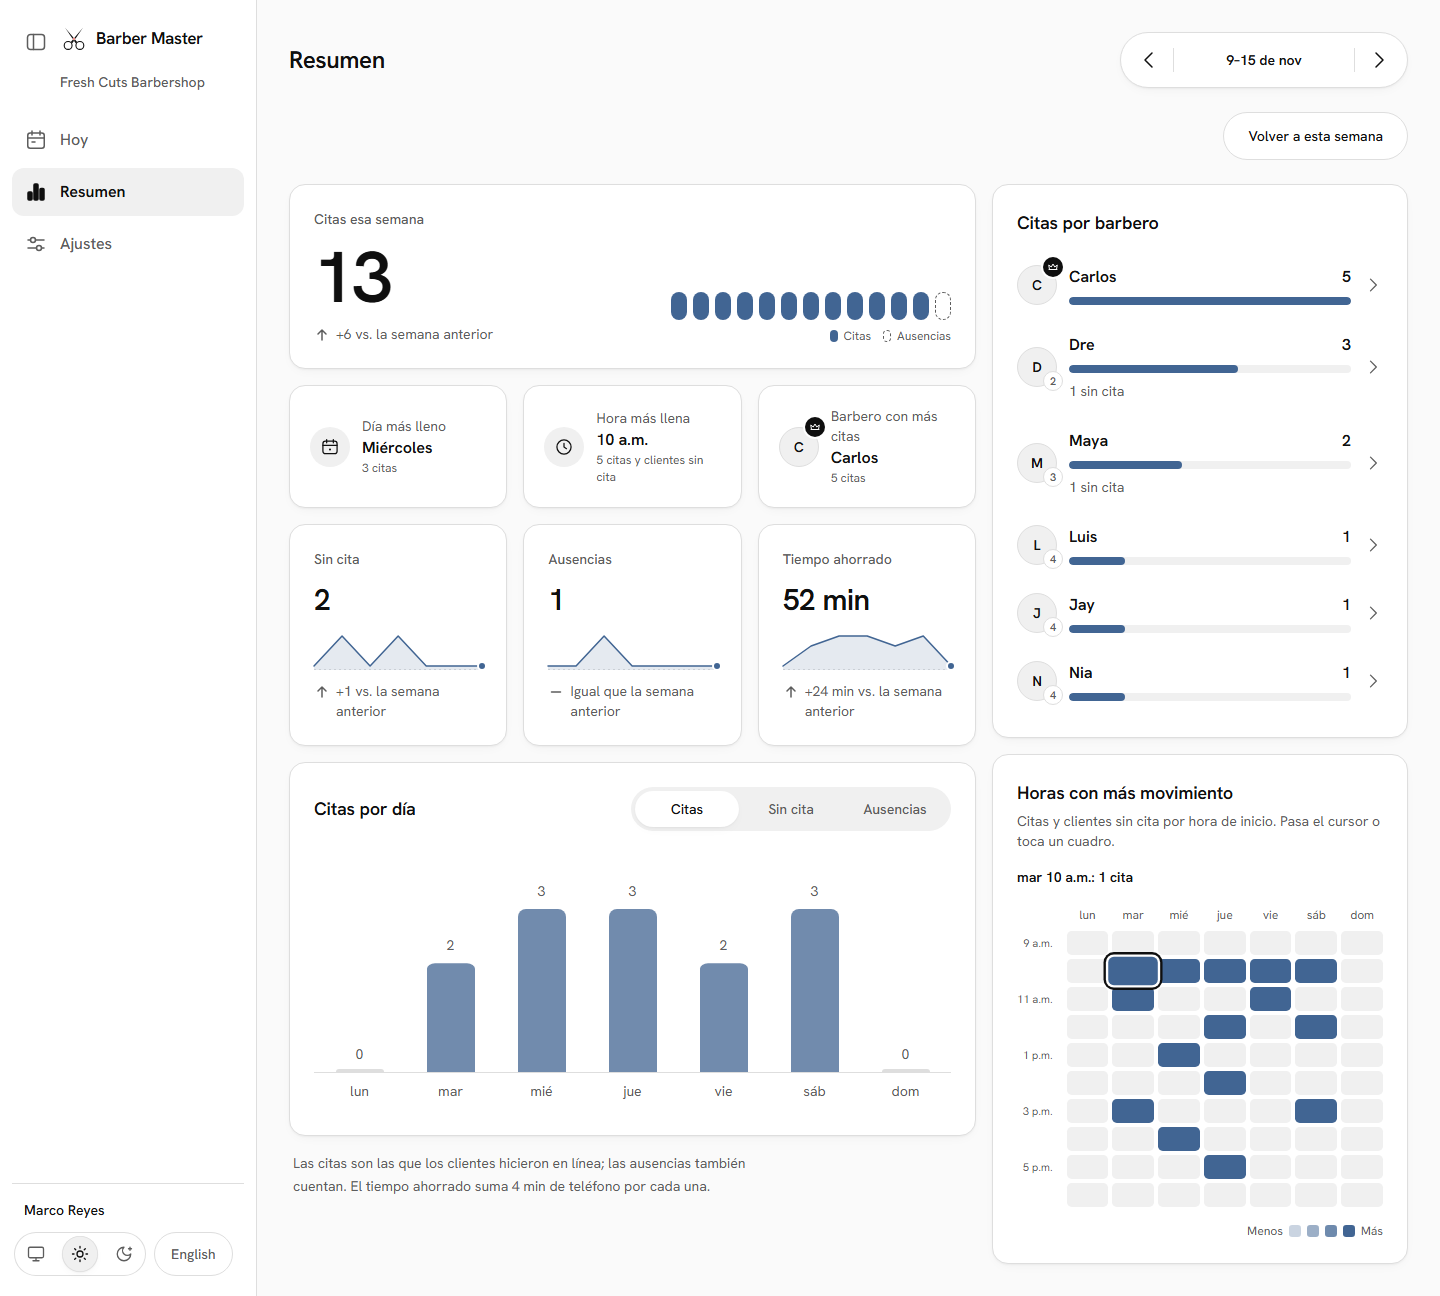 Barber Master
Fresh Cuts Barbershop
Hoy
Resumen
Ajustes
Marco Reyes
English
Resumen
9–15 de nov
Volver a esta semana
Citas esa semana
13
+6 vs. la semana anterior
Citas
Ausencias
Día más lleno
Miércoles
3 citas
Hora más llena
10 a.m.
5 citas y clientes sin
cita
C
Barbero con más
citas
Carlos
5 citas
Sin cita
2
+1 vs. la semana
anterior
Ausencias
1
Igual que la semana
anterior
Tiempo ahorrado
52 min
+24 min vs. la semana
anterior
Citas por día
Citas
Sin cita
Ausencias
0
2
3
3
2
3
0
lun
mar
mié
jue
vie
sáb
dom
Las citas son las que los clientes hicieron en línea; las ausencias también
cuentan. El tiempo ahorrado suma 4 min de teléfono por cada una.
Citas por barbero
C
Carlos
5
D
2
Dre
3
1 sin cita
M
3
Maya
2
1 sin cita
L
4
Luis
1
J
4
Jay
1
N
4
Nia
1
Horas con más movimiento
Citas y clientes sin cita por hora de inicio. Pasa el cursor o
toca un cuadro.
mar 10 a.m.: 1 cita
lun
mar
mié
jue
vie
sáb
dom
9 a.m.
11 a.m.
1 p.m.
3 p.m.
5 p.m.
Menos
Más